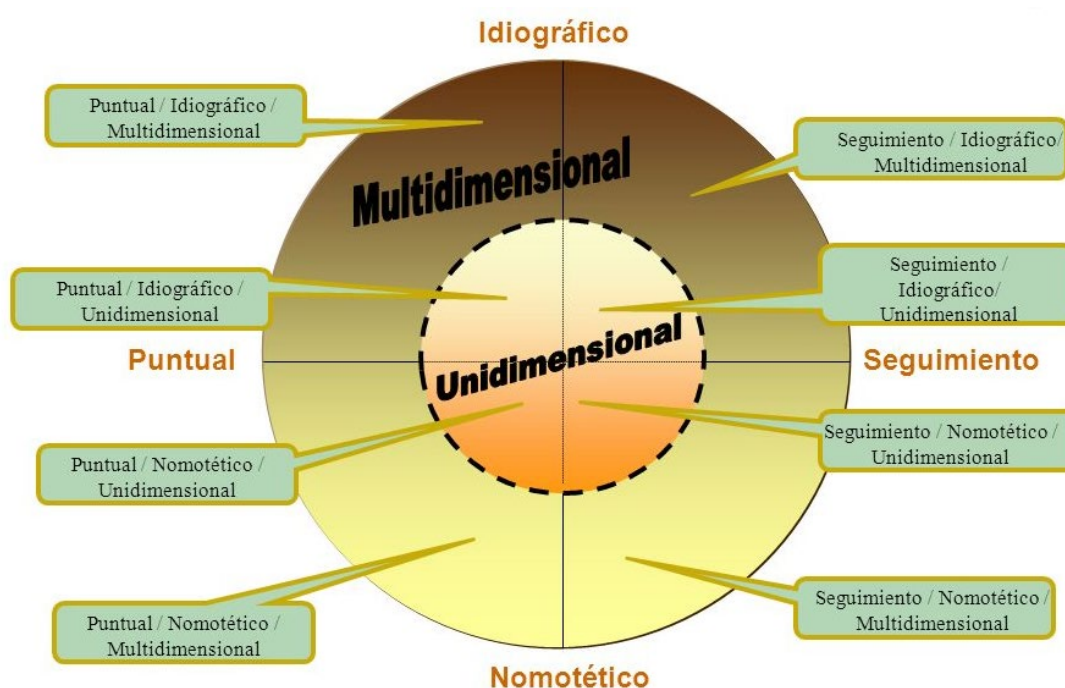 Idiográfico
Puntual / Idiográfico /
Multidimensional
Seguimiento / Idiográfico/
Multidimensional
Multidimensional
Puntual / Idiográfico /
Unidimensional
Seguimiento /
Idiográfico/
Unidimensional
Puntual
Unidimensional
Seguimiento
Puntual / Nomotético /
Unidimensional
Seguimiento / Nomotético /
Unidimensional
Puntual / Nomotético /
Multidimensional
Seguimiento / Nomotético /
Multidimensional
Nomotético